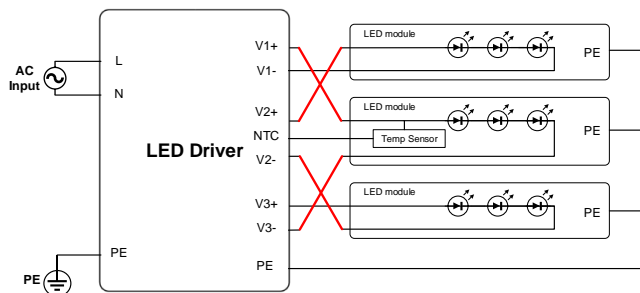 AC
Input
L
N
PE
PE
LED Driver
V1+
V1-
V2+
NTC
V2-
V3+
V3-
PE
LED module
PE
LED module
Temp Sensor
PE
LED module
PE